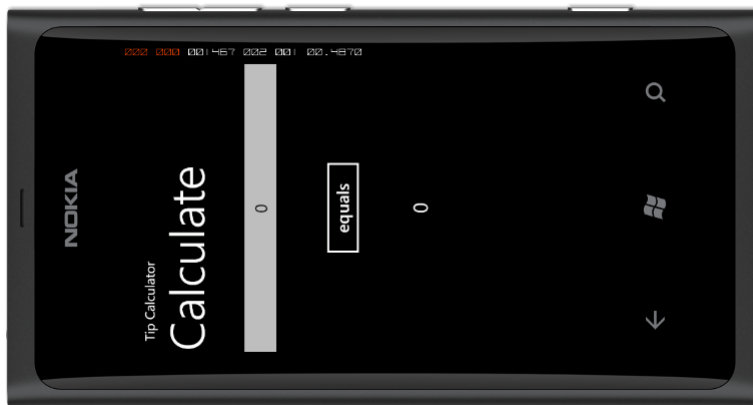 NOKIA
000 000 001467 002 001 00.4870
Tip Calculator
Calculate
0
equals
0